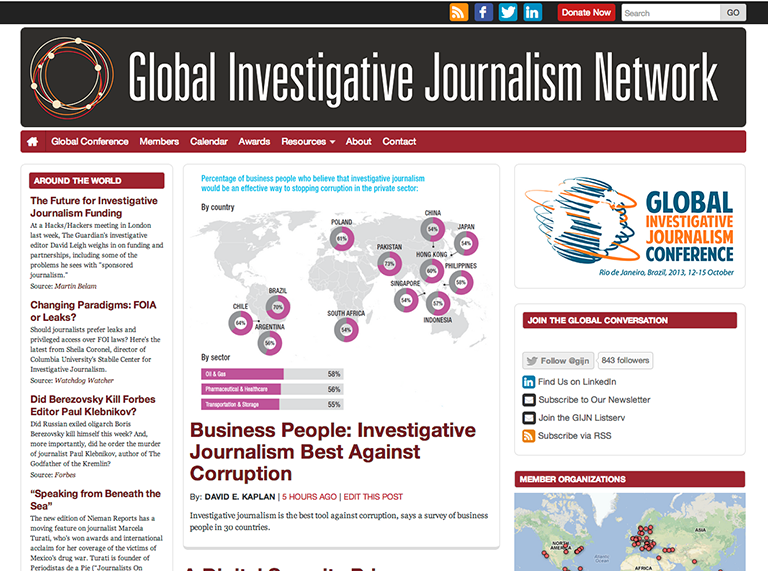 Donate Now
Search
GO
Global Investigative Journalism Network
Global Conference Members Calendar Awards Resources About Contact
AROUND THE WORLD
The Future for Investigative
Journalism Funding
At a Hacks/Hackers meeting in London
last week, The Guardian's investigative
editor David Leigh weighs in on funding and
partnerships, including some of the
problems he sees with "sponsored
journalism."
Source: Martin Belam
Changing Paradigms: FOIA
or Leaks?
Should journalists prefer leaks and
privileged access over FOI laws? Here's the
latest from Sheila Coronel, director of
Columbia University's Stabile Center for
Investigative Journalism.
Source: Watchdog Watcher
Did Berezovsky Kill Forbes
Editor Paul Klebnikov?
Did Russian exiled oligarch Boris
Berezovsky kill himself this week? And,
more importantly, did he order the murder
of journalist Paul Klebnikov, author of The
Godfather of the Kremlin?
Source: Forbes
“Speaking from Beneath the
Sea”
The new edition of Nieman Reports has a
moving feature on journalist Marcela
Turati, who's won awards and international
acclaim for her coverage of the victims of
Mexico's drug war. Turati is founder of
Periodistas de a Pie ("Journalists On
Percentage of business people who believe that investigative journalism
would be an effective way to stopping corruption in the private sector:
By country
POLAND
61%
CHINA
54%
JAPAN
54%
PAKISTAN
73%
HONG KONG
60%
PHILIPPINES
58%
SINGAPORE
54%
57%
INDONESIA
BRAZIL
70%
CHILE
64%
ARGENTINA
56%
SOUTH AFRICA
54%
By sector
Oil & Gas 58%
Pharmaceutical & Healthcare 56%
Transportation & Storage 55%
Business People: Investigative
Journalism Best Against
Corruption
By: DAVID E. KAPLAN | 5 HOURS AGO | EDIT THIS POST
Investigative journalism is the best tool against corruption, says a survey of business
people in 30 countries.
GLOBAL
INVESTIGATIVE
JOURNALISM
CONFERENCE
Rio de Janeiro, Brazil, 2013, 12-15 October
JOIN THE GLOBAL CONVERSATION
Follow @gijn 843 followers
Find Us on LinkedIn
Subscribe to Our Newsletter
Join the GIJN Listserv
Subscribe via RSS
MEMBER ORGANIZATIONS
NORTH
AMERICA
Atlantic
Ocean
ASIA
AFRICA